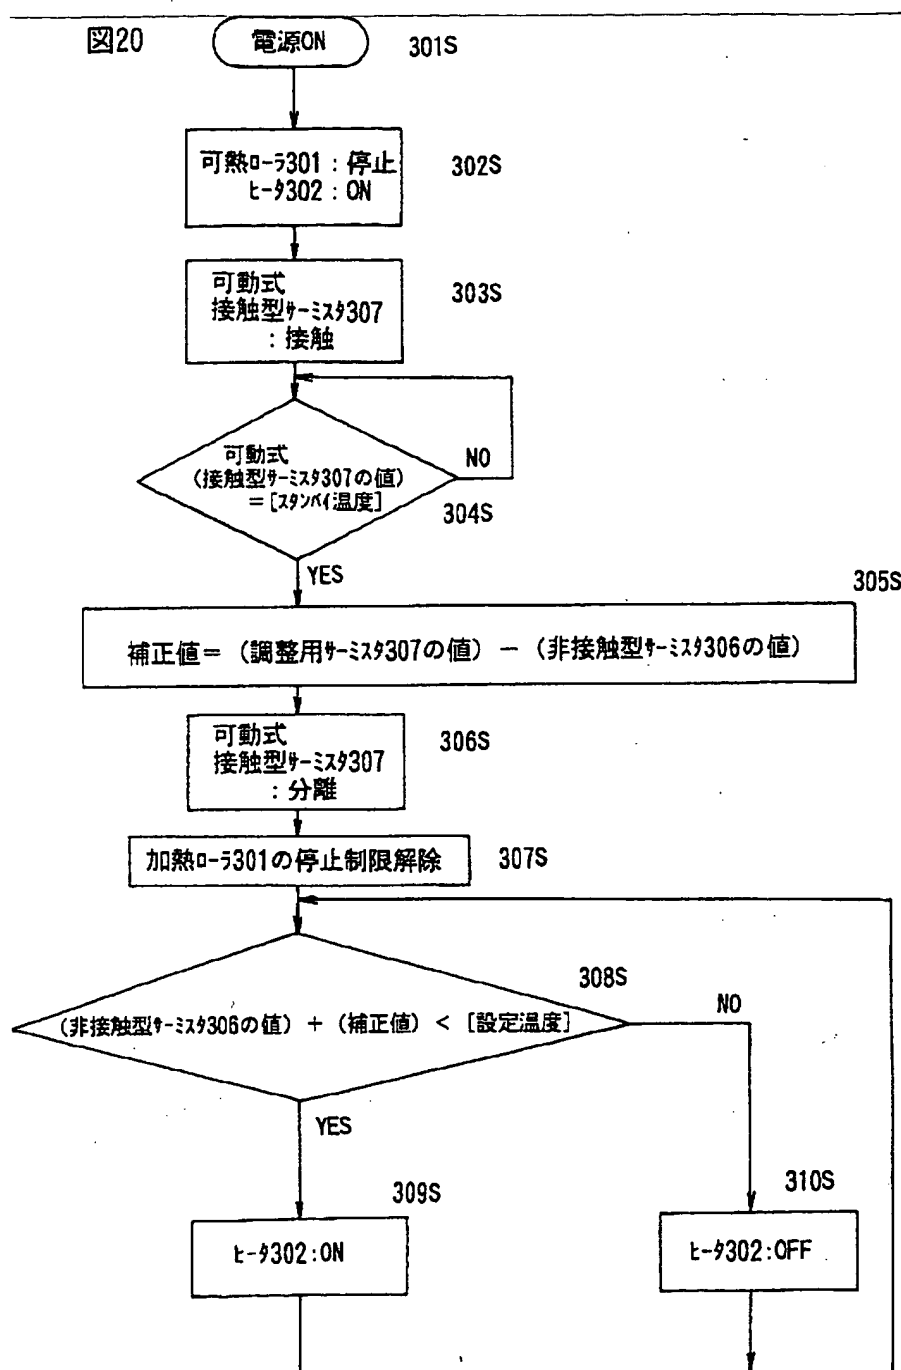 図20
電源ON
301S
可熱ﾛｰﾗ301：停止
ﾋｰﾀ302：ON
302S
可動式
接触型ｻｰﾐｽﾀ307
：接触
303S
可動式
(接触型ｻｰﾐｽﾀ307の値)
＝[ｽﾀﾝﾊﾞｲ温度]
NO
304S
YES
305S
補正値＝ (調整用ｻｰﾐｽﾀ307の値) － (非接触型ｻｰﾐｽﾀ306の値)
可動式
接触型ｻｰﾐｽﾀ307
：分離
306S
加熱ﾛｰﾗ301の停止制限解除
307S
308S
(非接触型ｻｰﾐｽﾀ306の値) ＋ (補正値) ＜ [設定温度]
NO
YES
309S
310S
ﾋｰﾀ302:ON
ﾋｰﾀ302:OFF